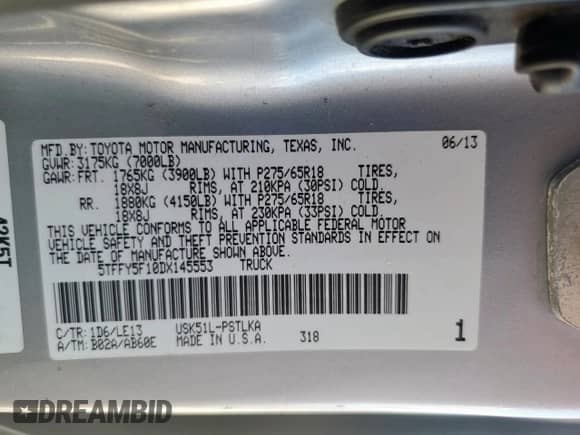 MFD. BY: TOYOTA MOTOR MANUFACTURING, TEXAS, INC. 06/13
GVWR: 3175KG (7000LB)
GAWR: FRT. 1765KG (3900LB) WITH P275/65R18 TIRES,
18X8J RIMS, AT 210KPA (30PSI) COLD.
RR. 1880KG (4150LB) WITH P275/65R18 TIRES,
18X8J RIMS, AT 230KPA (33PSI) COLD.
THIS VEHICLE CONFORMS TO ALL APPLICABLE FEDERAL MOTOR
VEHICLE SAFETY AND THEFT PREVENTION STANDARDS IN EFFECT ON
THE DATE OF MANUFACTURE SHOWN ABOVE.
5TFFY5F10DX145553 TRUCK
C/TR: 1D6/LE13 USK51L-PSTLKA
A/TM: B02A/AB60E MADE IN U.S.A. 318 1
DREAMBID